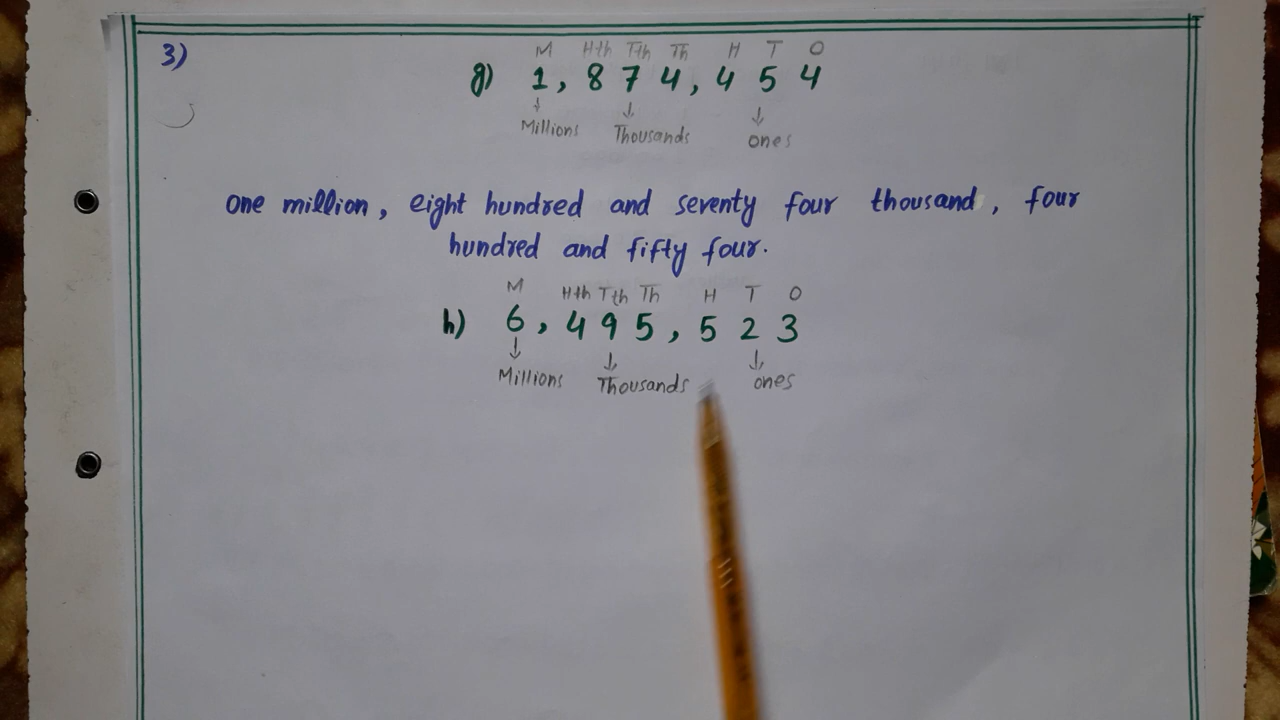 3)
M Hth Tth Th H T O
g) 1, 8 7 4, 4 5 4
Millions Thousands ones
one million, eight hundred and seventy four thousand, four
hundred and fifty four.
M Hth Tth Th H T O
h) 6, 4 9 5, 5 2 3
Millions Thousands ones